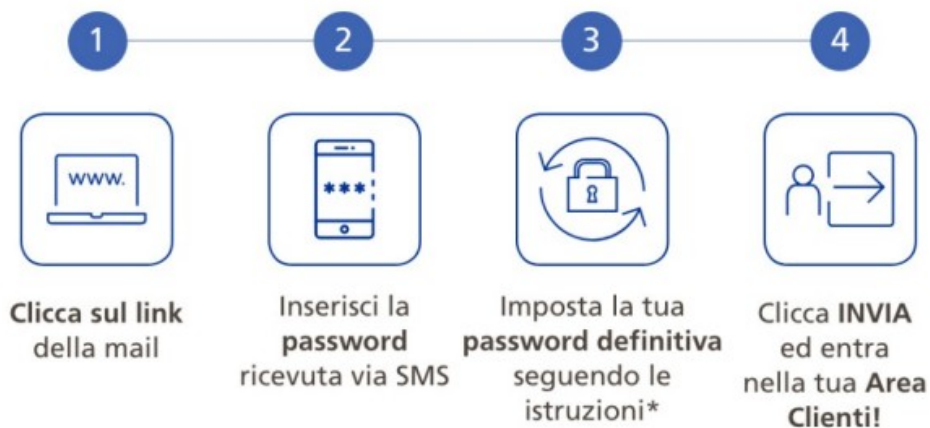 1 2 3 4
www.
***
Clicca sul link
della mail
Inserisci la
password
ricevuta via SMS
Imposta la tua
password definitiva
seguendo le
istruzioni*
Clicca INVIA
ed entra
nella tua Area
Clienti!